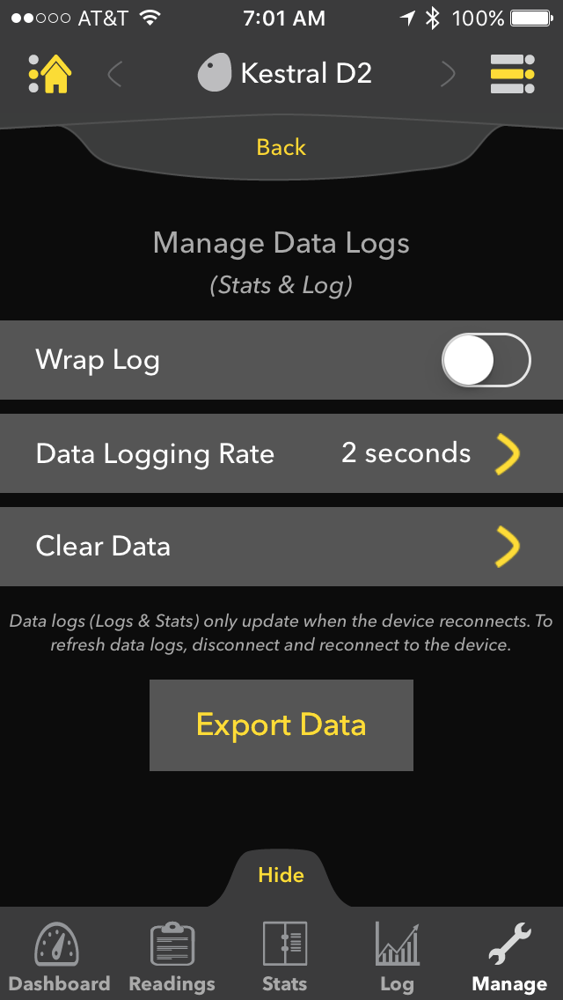 AT&T 7:01 AM 100%
Kestral D2
Back
Manage Data Logs
(Stats & Log)
Wrap Log
Data Logging Rate 2 seconds
Clear Data
Data logs (Logs & Stats) only update when the device reconnects. To
refresh data logs, disconnect and reconnect to the device.
Export Data
Hide
Dashboard Readings Stats Log Manage